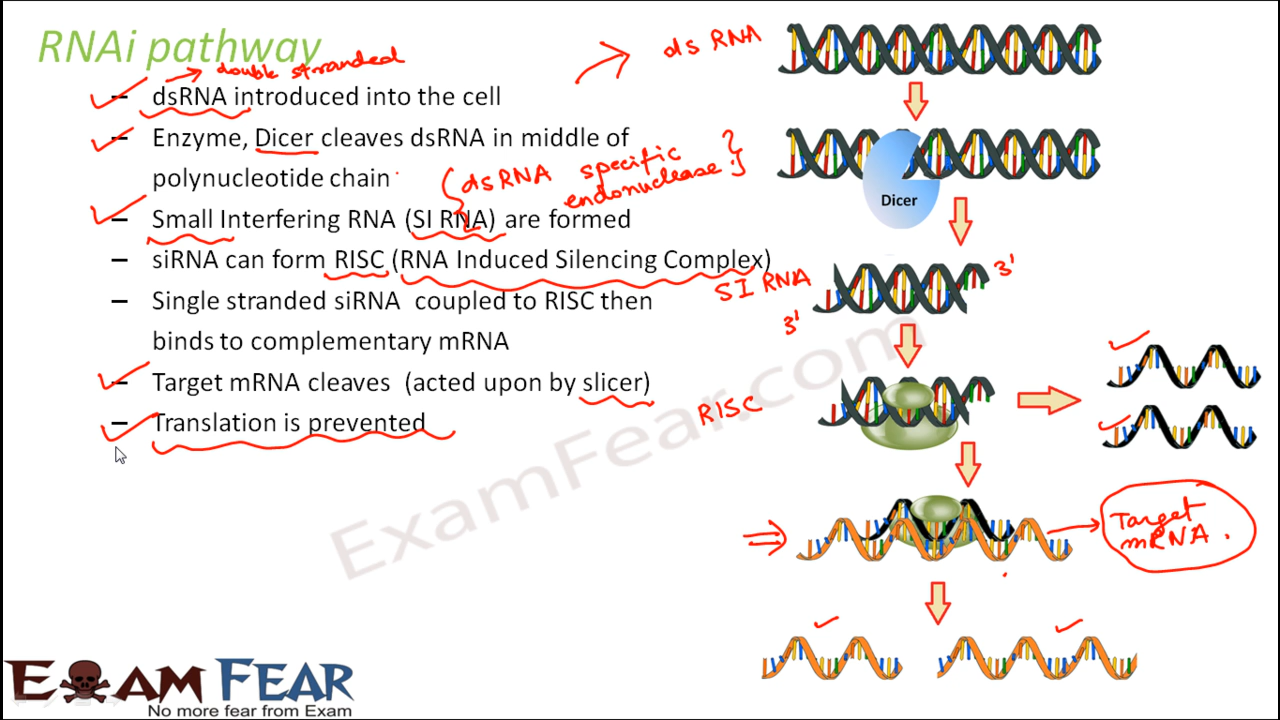 RNAi pathway
→ double stranded
– dsRNA introduced into the cell
– Enzyme, Dicer cleaves dsRNA in middle of
polynucleotide chain
(dsRNA specific
endonuclease)
– Small Interfering RNA (SI RNA) are formed
– siRNA can form RISC (RNA Induced Silencing Complex)
– Single stranded siRNA coupled to RISC then
binds to complementary mRNA
– Target mRNA cleaves (acted upon by slicer)
– Translation is prevented
ds RNA
Dicer
SI RNA
3'
3'
RISC
Target
mRNA.
ExamFear.com
EXAM FEAR
No more fear from Exam